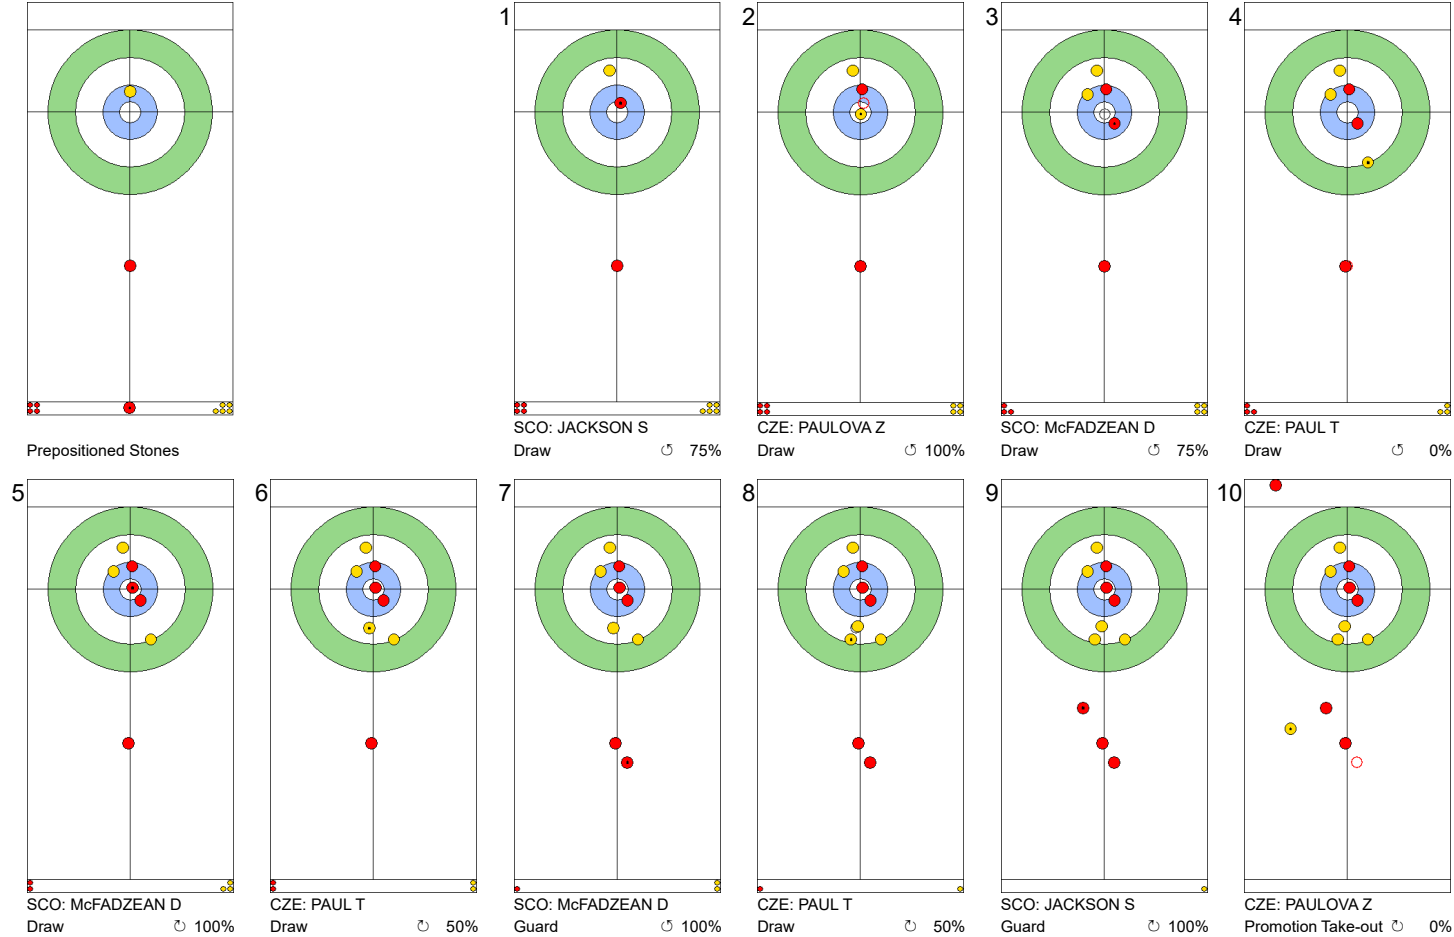 Prepositioned Stones
1
SCO: JACKSON S
Draw ↺ 75%
2
CZE: PAULOVA Z
Draw ↺ 100%
3
SCO: McFADZEAN D
Draw ↺ 75%
4
CZE: PAUL T
Draw ↺ 0%
5
SCO: McFADZEAN D
Draw ↻ 100%
6
CZE: PAUL T
Draw ↻ 50%
7
SCO: McFADZEAN D
Guard ↺ 100%
8
CZE: PAUL T
Draw ↻ 50%
9
SCO: JACKSON S
Guard ↻ 100%
10
CZE: PAULOVA Z
Promotion Take-out ↻ 0%